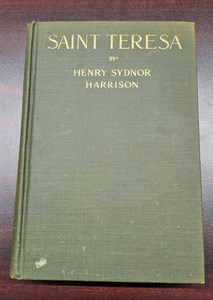 SAINT TERESA
BY
HENRY SYDNOR
HARRISON